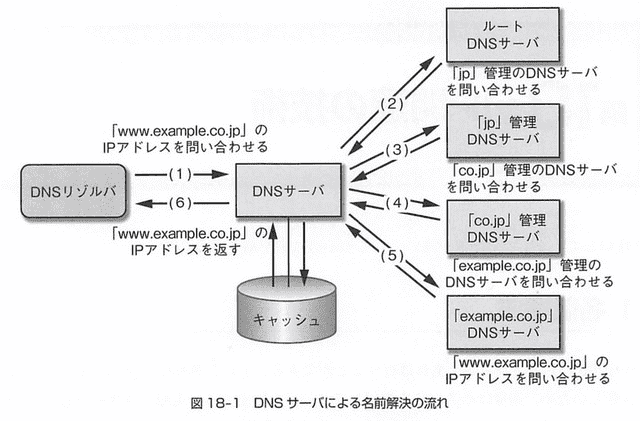 ルート
DNSサーバ
「jp」管理のDNSサーバ
を問い合わせる
(2)
「www.example.co.jp」の
IPアドレスを問い合わせる
「jp」管理
DNSサーバ
(3)
「co.jp」管理のDNSサーバ
を問い合わせる
DNSリゾルバ
(1)
(6)
DNSサーバ
(4)
「co.jp」管理
DNSサーバ
「www.example.co.jp」の
IPアドレスを返す
(5)
「example.co.jp」管理の
DNSサーバを問い合わせる
キャッシュ
「example.co.jp」
DNSサーバ
「www.example.co.jp」の
IPアドレスを問い合わせる
図 18-1 DNS サーバによる名前解決の流れ